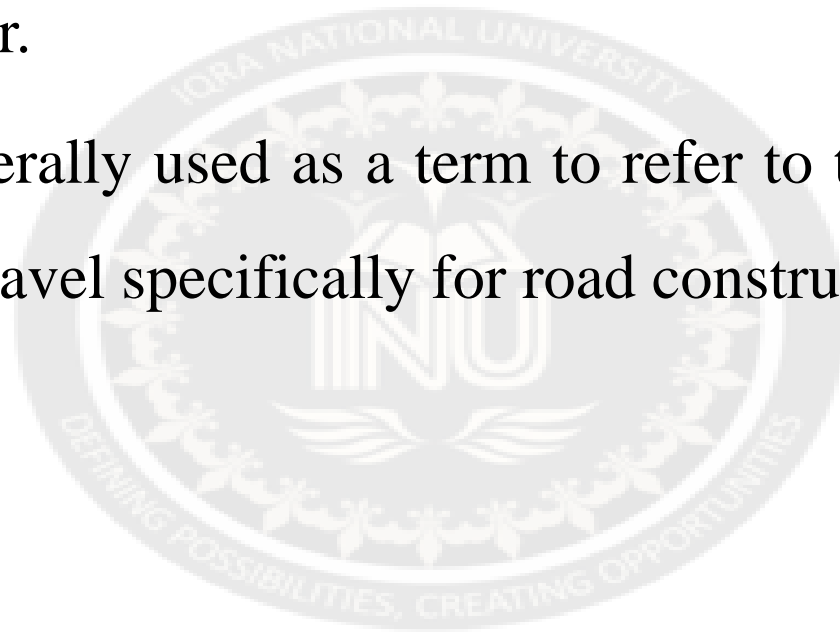 IQRA NATIONAL UNIVERSITY
r.
erally used as a term to refer to t
avel specifically for road constru
INU
DEFINING POSSIBILITIES, CREATING OPPORTUNITIES